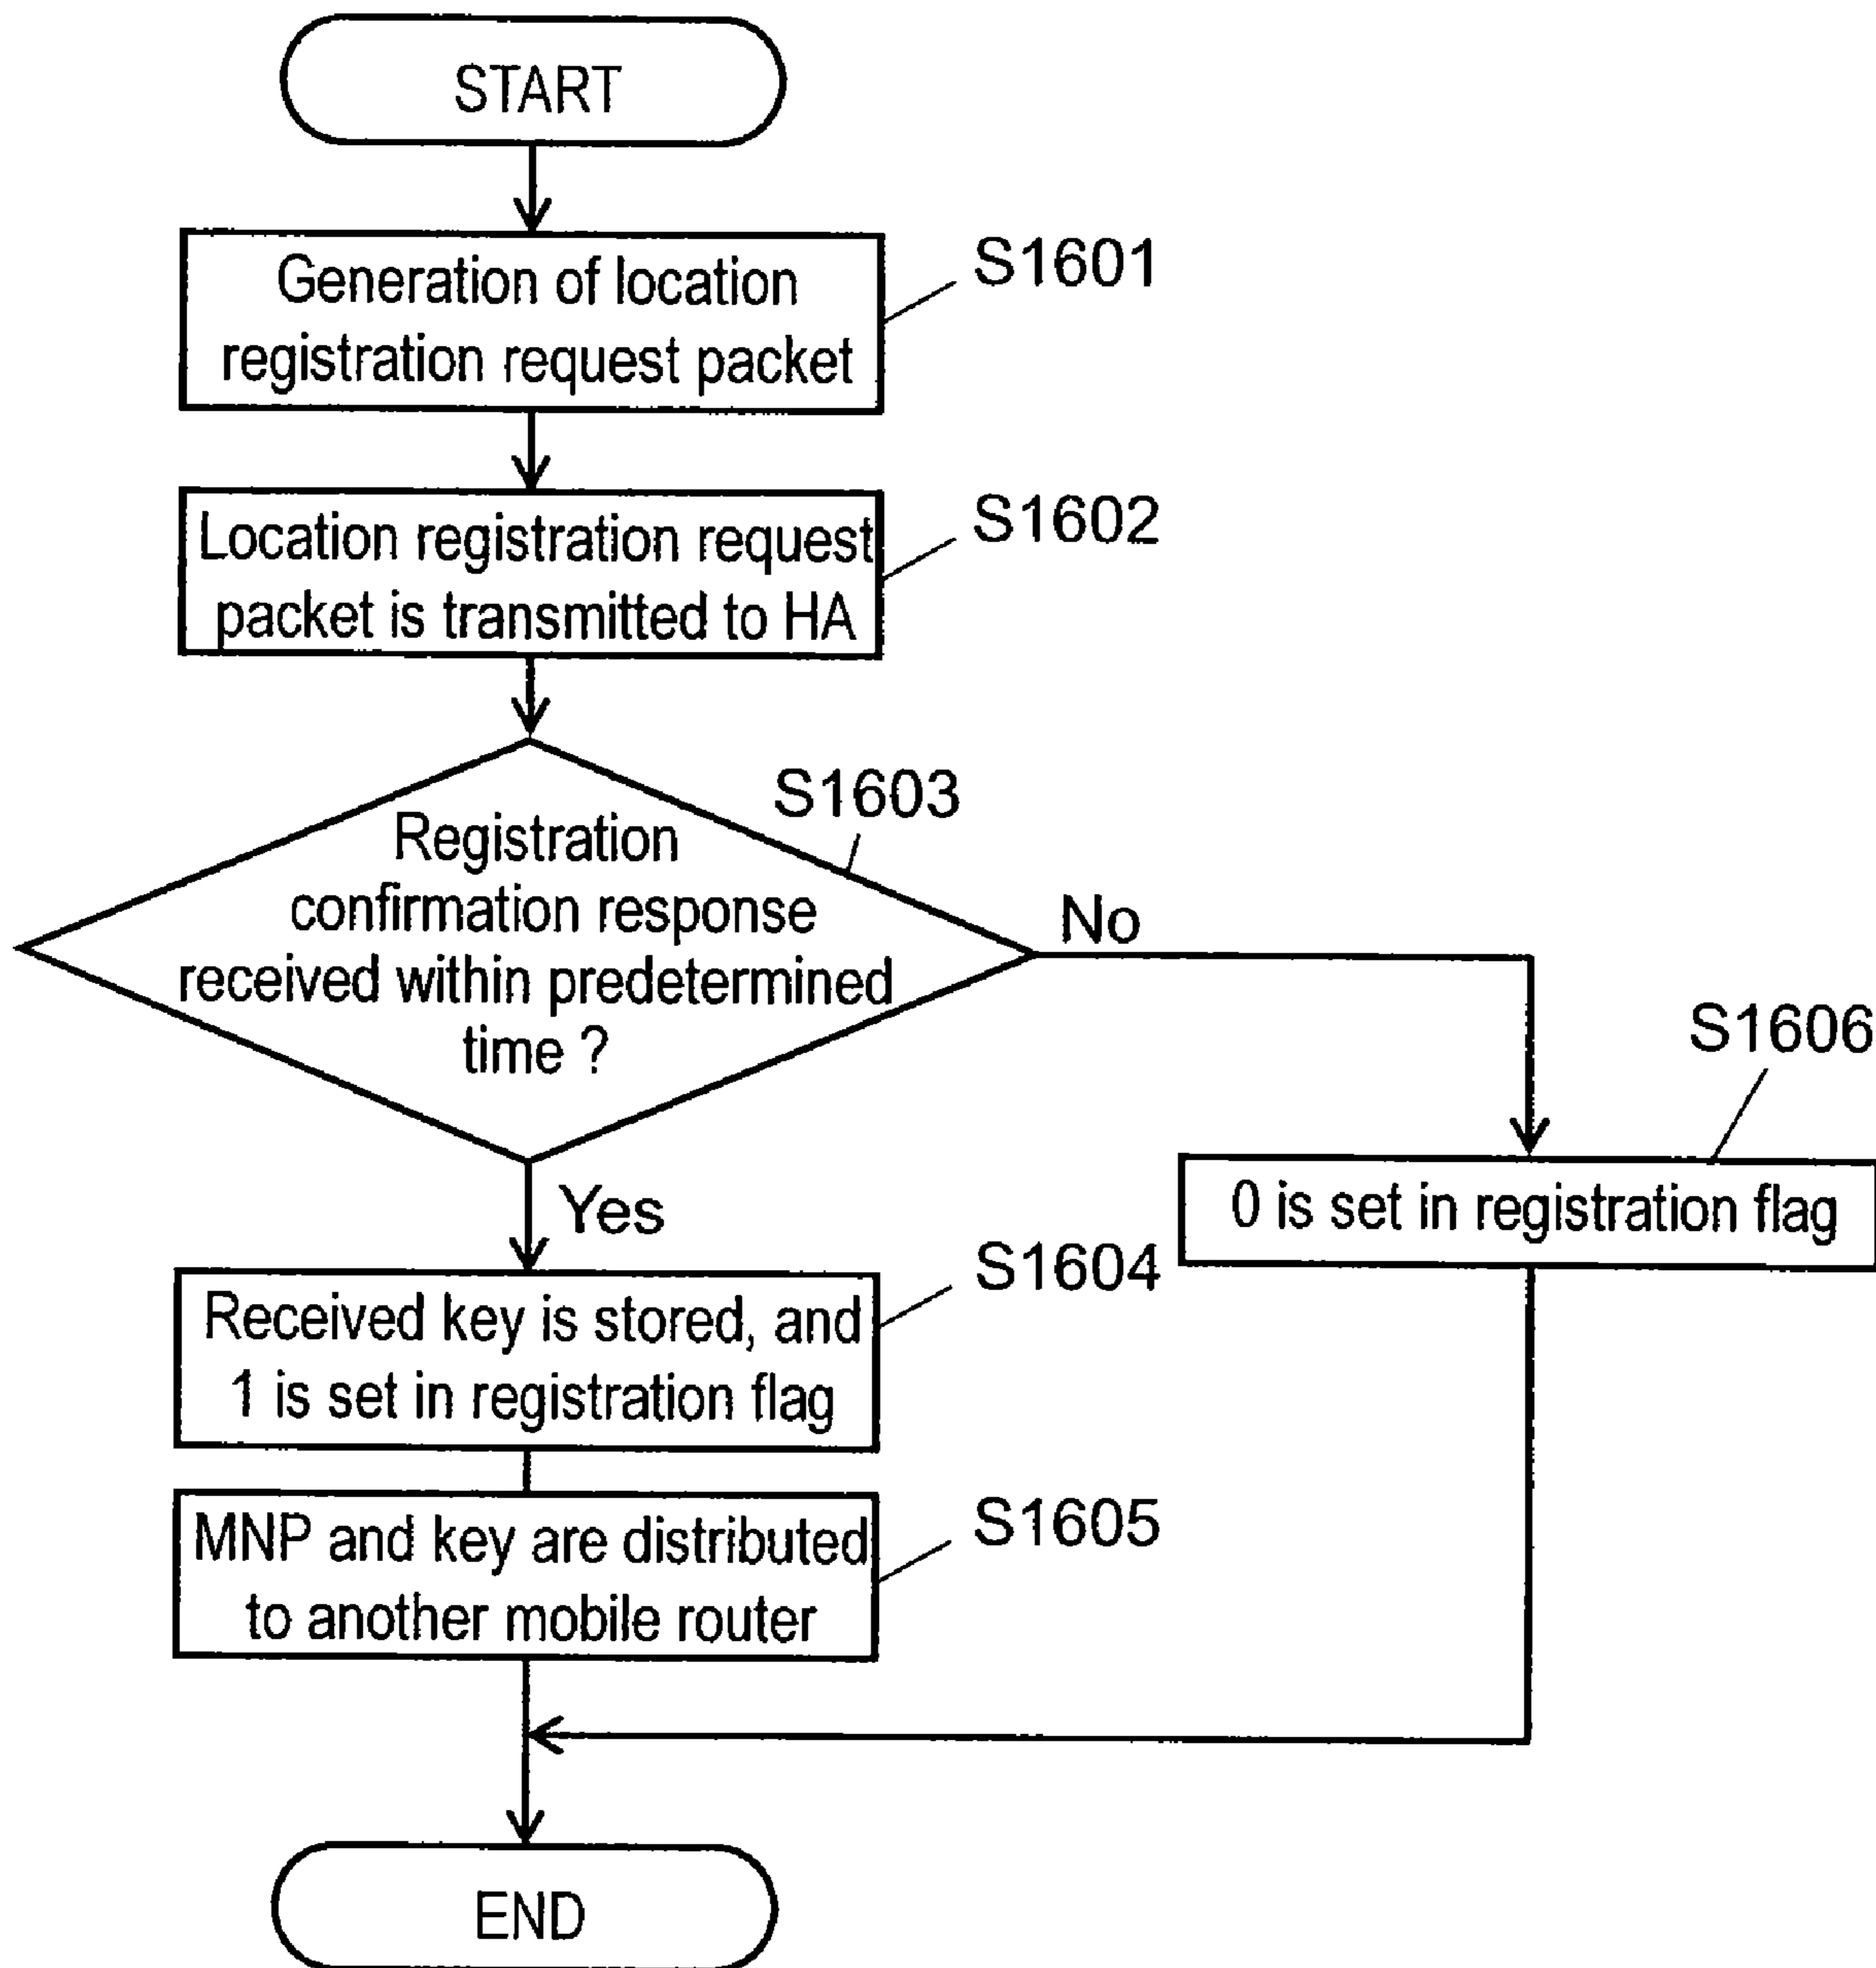 START
Generation of location
registration request packet
S1601
Location registration request
packet is transmitted to HA
S1602
S1603
Registration
confirmation response
received within predetermined
time ?
No
Yes
S1606
0 is set in registration flag
S1604
Received key is stored, and
1 is set in registration flag
S1605
MNP and key are distributed
to another mobile router
END